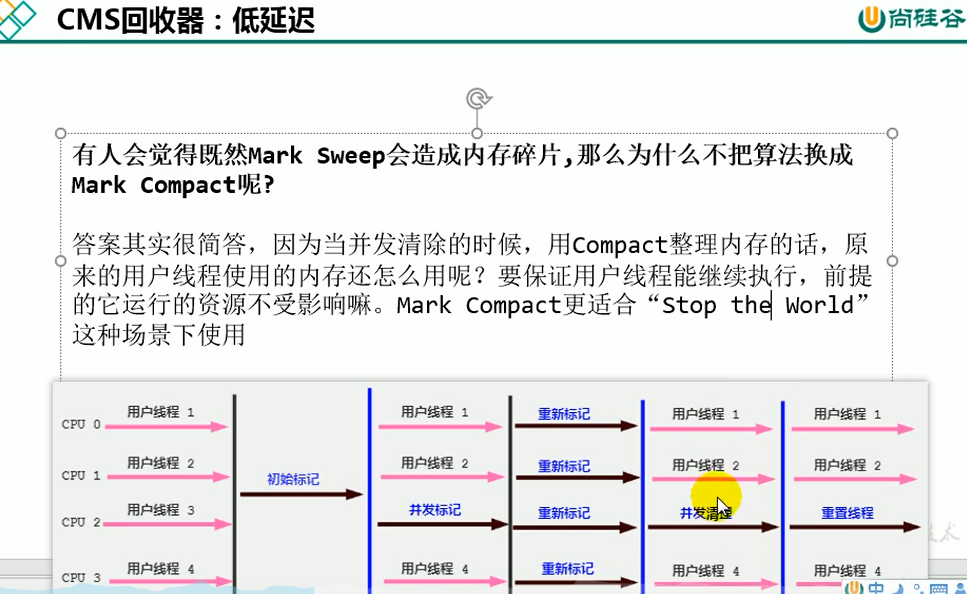 CMS回收器：低延迟
尚硅谷
有人会觉得既然Mark Sweep会造成内存碎片,那么为什么不把算法换成
Mark Compact呢?
答案其实很简答，因为当并发清除的时候，用Compact整理内存的话，原
来的用户线程使用的内存还怎么用呢？要保证用户线程能继续执行，前提
的它运行的资源不受影响嘛。Mark Compact更适合“Stop the World”
这种场景下使用
CPU 0 用户线程 1 用户线程 1 重新标记 用户线程 1 用户线程 1
CPU 1 用户线程 2 初始标记 用户线程 2 重新标记 用户线程 2 用户线程 2
CPU 2 用户线程 3 并发标记 重新标记 并发清理 重置线程
CPU 3 用户线程 4 用户线程 4 重新标记 用户线程 4 用户线程 4
中